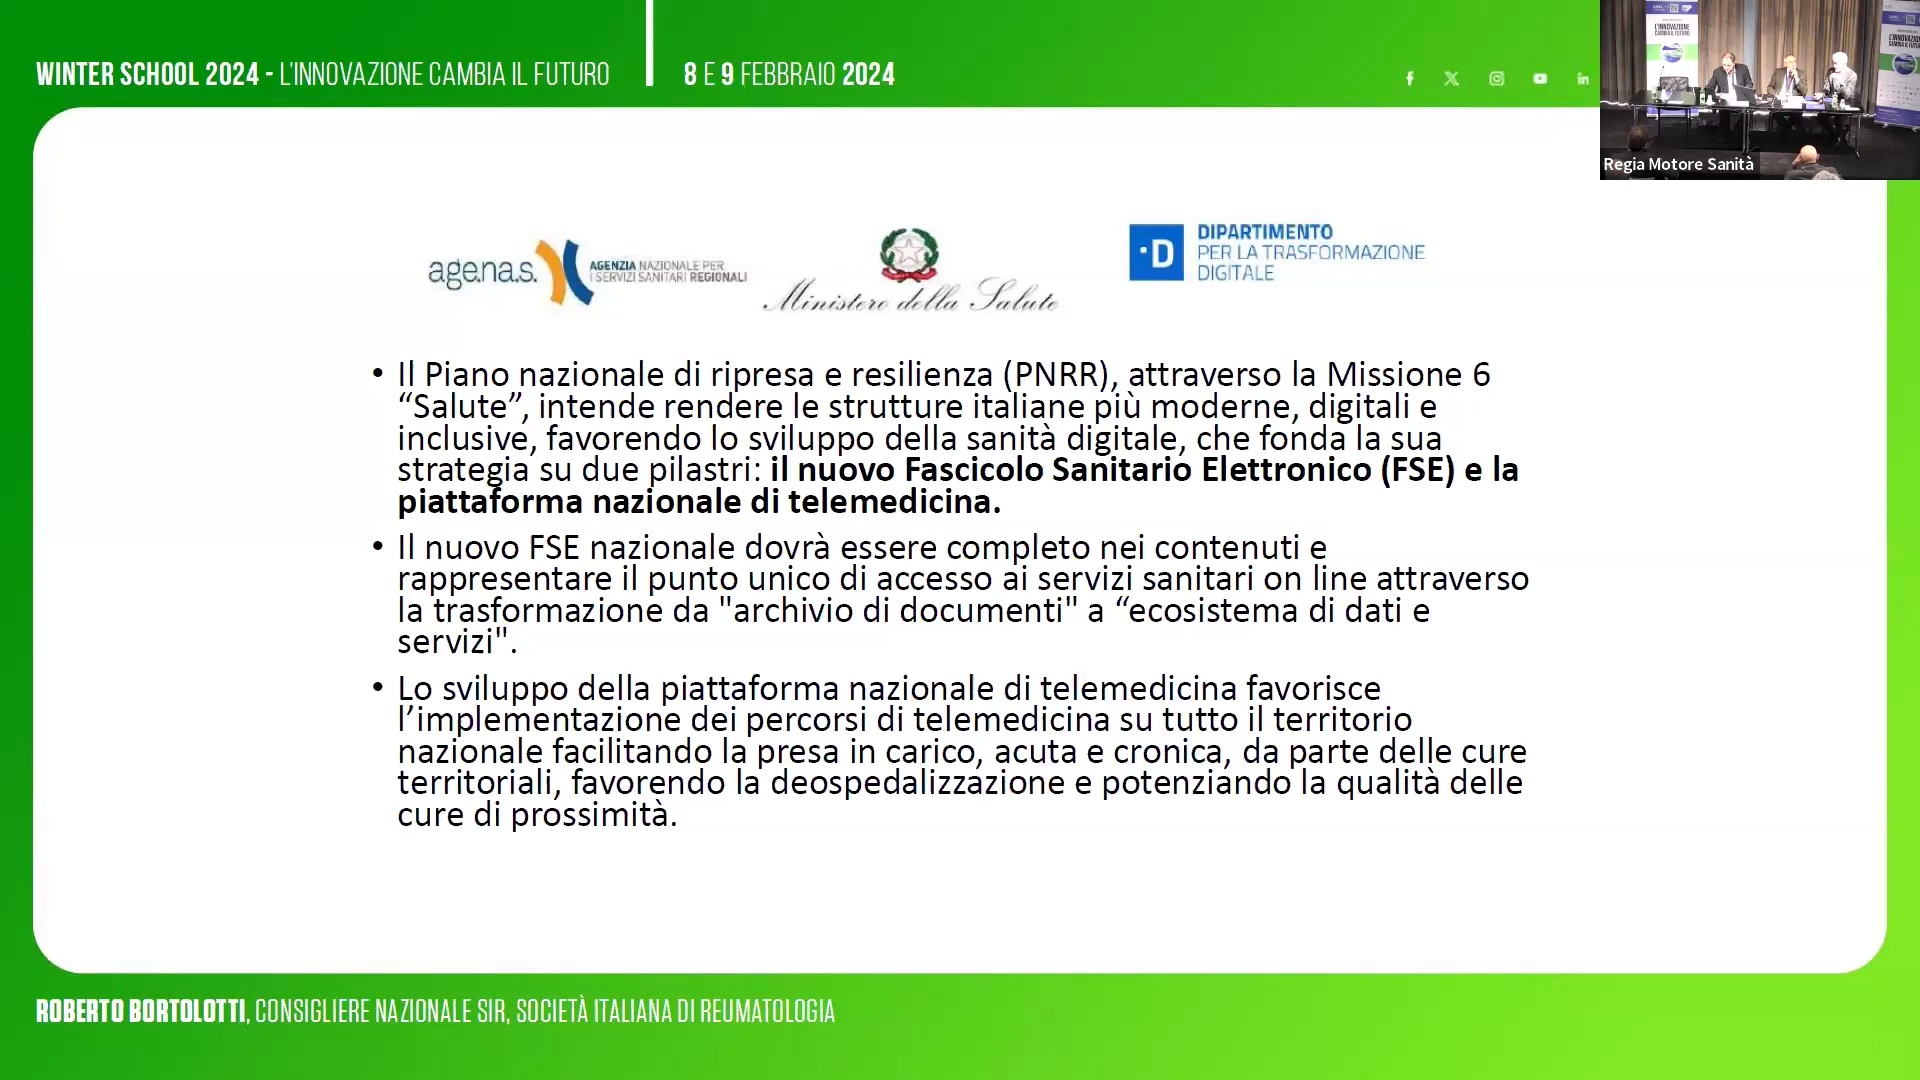 WINTER SCHOOL 2024 - L'INNOVAZIONE CAMBIA IL FUTURO
8 E 9 FEBBRAIO 2024
L'INNOVAZIONE
CAMBIA IL FUTURO
Regia Motore Sanità
age.na.s. AGENZIA NAZIONALE PER
I SERVIZI SANITARI REGIONALI
Ministero della Salute
DIPARTIMENTO
PER LA TRASFORMAZIONE
DIGITALE
• Il Piano nazionale di ripresa e resilienza (PNRR), attraverso la Missione 6
“Salute”, intende rendere le strutture italiane più moderne, digitali e
inclusive, favorendo lo sviluppo della sanità digitale, che fonda la sua
strategia su due pilastri: il nuovo Fascicolo Sanitario Elettronico (FSE) e la
piattaforma nazionale di telemedicina.
• Il nuovo FSE nazionale dovrà essere completo nei contenuti e
rappresentare il punto unico di accesso ai servizi sanitari on line attraverso
la trasformazione da "archivio di documenti" a “ecosistema di dati e
servizi".
• Lo sviluppo della piattaforma nazionale di telemedicina favorisce
l’implementazione dei percorsi di telemedicina su tutto il territorio
nazionale facilitando la presa in carico, acuta e cronica, da parte delle cure
territoriali, favorendo la deospedalizzazione e potenziando la qualità delle
cure di prossimità.
ROBERTO BORTOLOTTI, CONSIGLIERE NAZIONALE SIR, SOCIETÀ ITALIANA DI REUMATOLOGIA